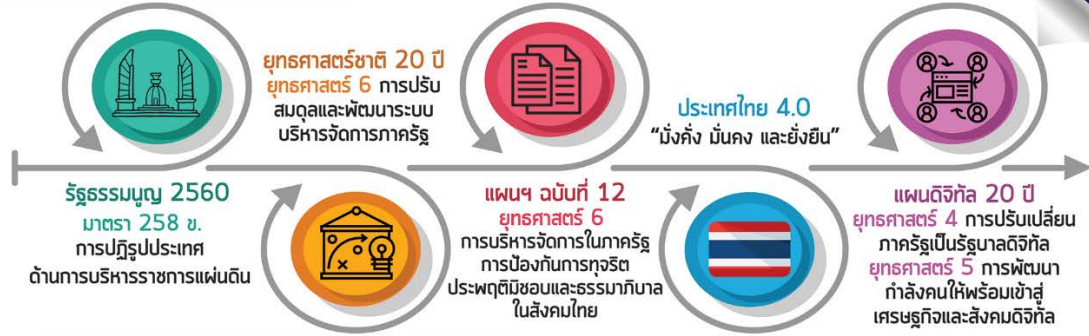 รัฐธรรมนูญ 2560
มาตรา 258 ข.
การปฏิรูปประเทศ
ด้านการบริหารราชการแผ่นดิน
ยุทธศาสตร์ชาติ 20 ปี
ยุทธศาสตร์ 6 การปรับ
สมดุลและพัฒนาระบบ
บริหารจัดการภาครัฐ
แผนฯ ฉบับที่ 12
ยุทธศาสตร์ 6
การบริหารจัดการในภาครัฐ
การป้องกันการทุจริต
ประพฤติมิชอบและธรรมาภิบาล
ในสังคมไทย
ประเทศไทย 4.0
“มั่งคั่ง มั่นคง และยั่งยืน”
แผนดิจิทัล 20 ปี
ยุทธศาสตร์ 4 การปรับเปลี่ยน
ภาครัฐเป็นรัฐบาลดิจิทัล
ยุทธศาสตร์ 5 การพัฒนา
กำลังคนให้พร้อมเข้าสู่
เศรษฐกิจและสังคมดิจิทัล